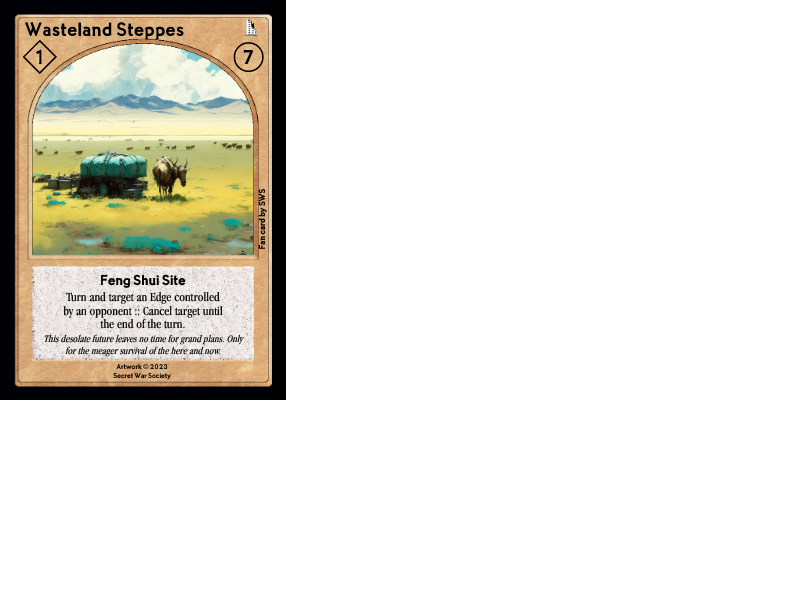 Wasteland Steppes
1
7
Fan card by SWS
Feng Shui Site
Turn and target an Edge controlled
by an opponent :: Cancel target until
the end of the turn.
This desolate future leaves no time for grand plans. Only
for the meager survival of the here and now.
Artwork © 2023
Secret War Society